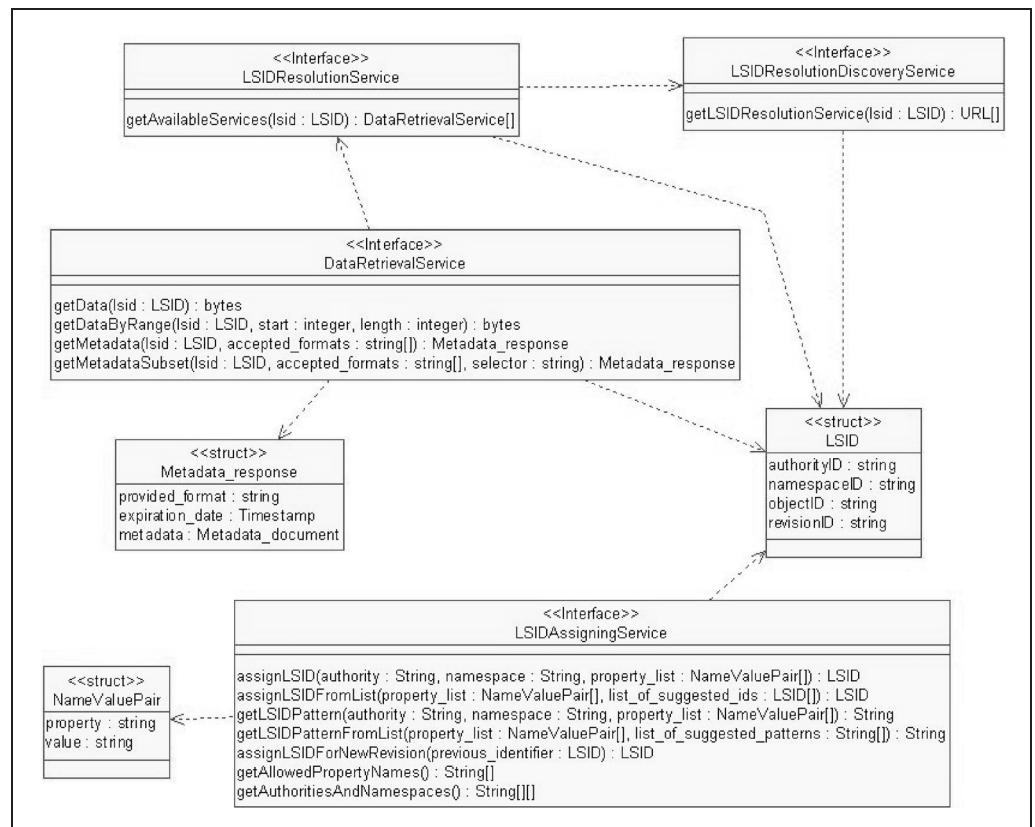 <<Interface>>
LSIDResolutionService
getAvailableServices(lsid : LSID) : DataRetrievalService[]
<<Interface>>
LSIDResolutionDiscoveryService
getLSIDResolutionService(lsid : LSID) : URL[]
<<Interface>>
DataRetrievalService
getData(lsid : LSID) : bytes
getDataByRange(lsid : LSID, start : integer, length : integer) : bytes
getMetadata(lsid : LSID, accepted_formats : string[]) : Metadata_response
getMetadataSubset(lsid : LSID, accepted_formats : string[], selector : string) : Metadata_response
<<struct>>
Metadata_response
provided_format : string
expiration_date : Timestamp
metadata : Metadata_document
<<struct>>
LSID
authorityID : string
namespaceID : string
objectID : string
revisionID : string
<<Interface>>
LSIDAssigningService
assignLSID(authority : String, namespace : String, property_list : NameValuePair[]) : LSID
assignLSIDFromList(property_list : NameValuePair[], list_of_suggested_ids : LSID[]) : LSID
getLSIDPattern(authority : String, namespace : String, property_list : NameValuePair[]) : String
getLSIDPatternFromList(property_list : NameValuePair[], list_of_suggested_patterns : String[]) : String
assignLSIDForNewRevision(previous_identifier : LSID) : LSID
getAllowedPropertyNames() : String[]
getAuthoritiesAndNamespaces() : String[][]
<<struct>>
NameValuePair
property : string
value : string